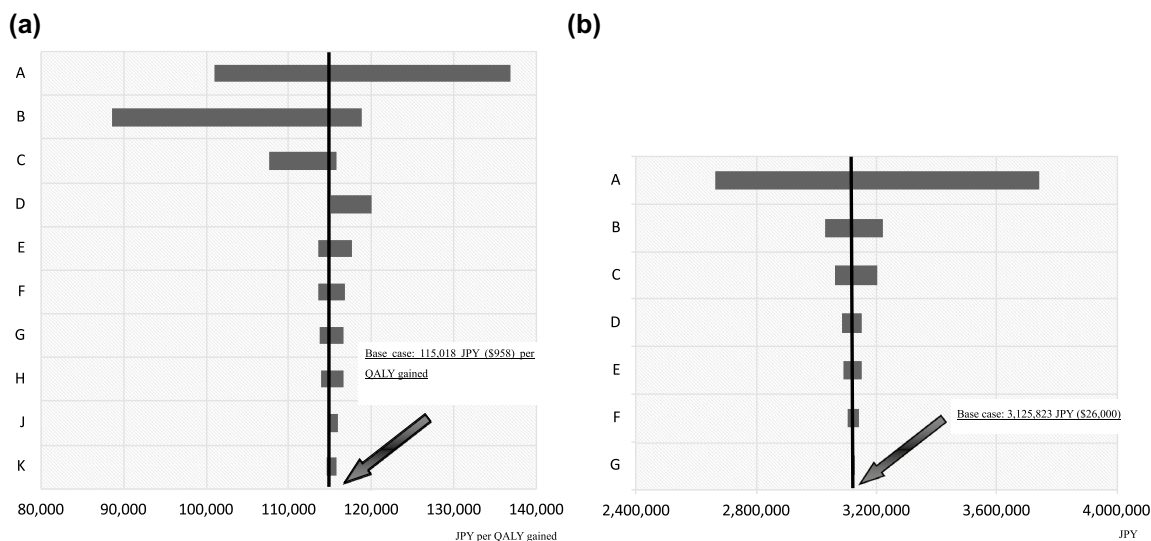 (a)
A
B
C
D
E
F
G
H
J
K
Base case: 115,018 JPY ($958) per
QALY gained
80,000 90,000 100,000 110,000 120,000 130,000 140,000
JPY per QALY gained
(b)
A
B
C
D
E
F
G
Base case: 3,125,823 JPY ($26,000)
2,400,000 2,800,000 3,200,000 3,600,000 4,000,000
JPY